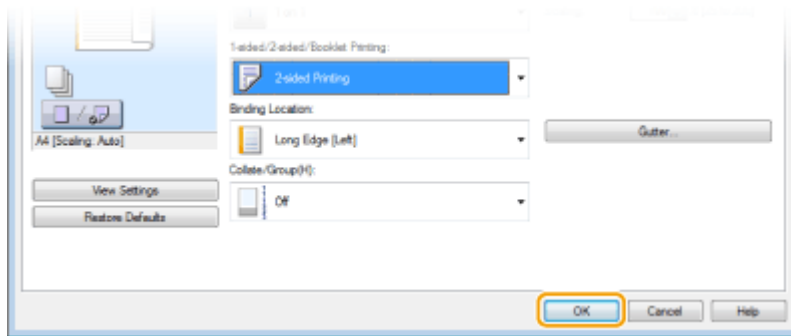 1-sided/2-sided/Booklet Printing:
2-sided Printing
Binding Location:
A4 [Scaling: Auto]
Long Edge [Left]
Gutter...
Collate/Group(H):
View Settings
Off
Restore Defaults
OK Cancel Help